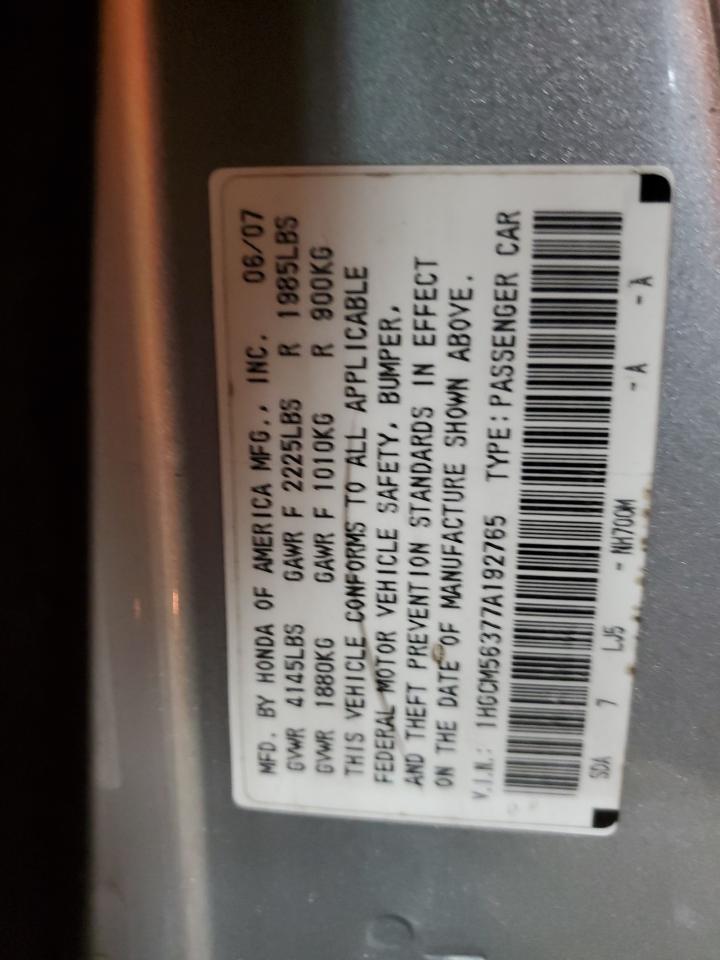 MFD. BY HONDA OF AMERICA MFG., INC. 06/07
GVWR 4145LBS GAWR F 2225LBS R 1985LBS
GVWR 1880KG GAWR F 1010KG R 900KG
THIS VEHICLE CONFORMS TO ALL APPLICABLE
FEDERAL MOTOR VEHICLE SAFETY, BUMPER,
AND THEFT PREVENTION STANDARDS IN EFFECT
ON THE DATE OF MANUFACTURE SHOWN ABOVE.
V.I.N.: 1HGCM56377A192765 TYPE:PASSENGER CAR
SDA 7 LJ5 - NH700M - A - A